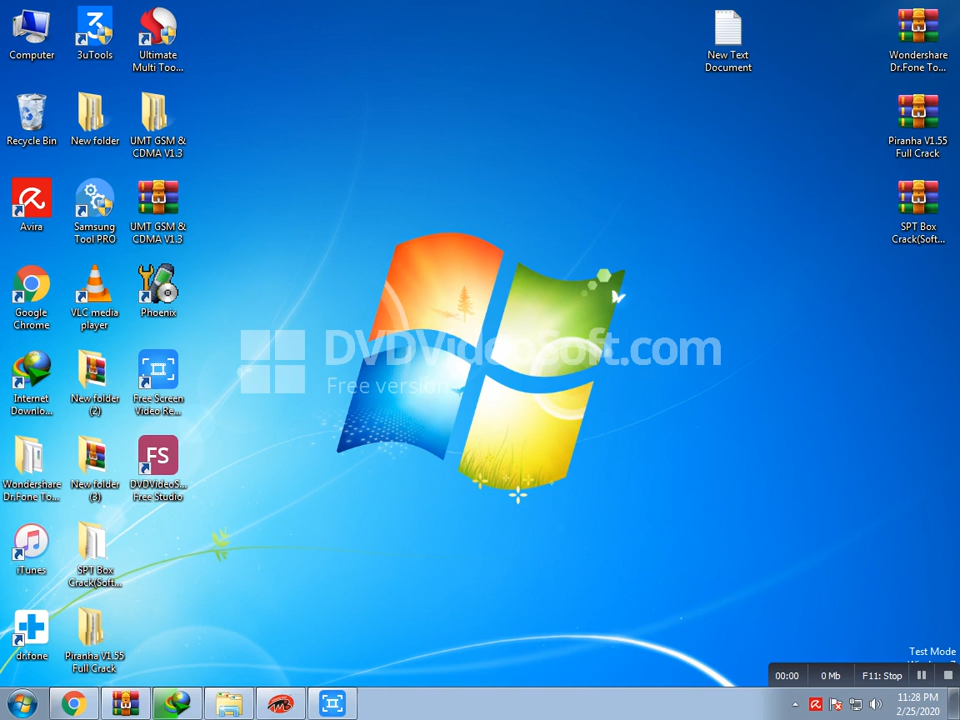 Computer
3uTools
Ultimate
Multi Too...
New Text
Document
Wondershare
Dr.Fone To...
Recycle Bin
New folder
UMT GSM &
CDMA V1.3
Piranha V1.55
Full Crack
Avira
Samsung
Tool PRO
UMT GSM &
CDMA V1.3
SPT Box
Crack(Soft...
Google
Chrome
VLC media
player
Phoenix
DVDVideoSoft.com
Free version
Internet
Downlo...
New folder
(2)
Free Screen
Video Re...
Wondershare
Dr.Fone To...
New folder
(3)
FS
DVDVideoS...
Free Studio
iTunes
SPT Box
Crack(Soft...
drfone
Piranha V1.55
Full Crack
Test Mode
00:00
0 Mb
F11: Stop
11:28 PM
2/25/2020